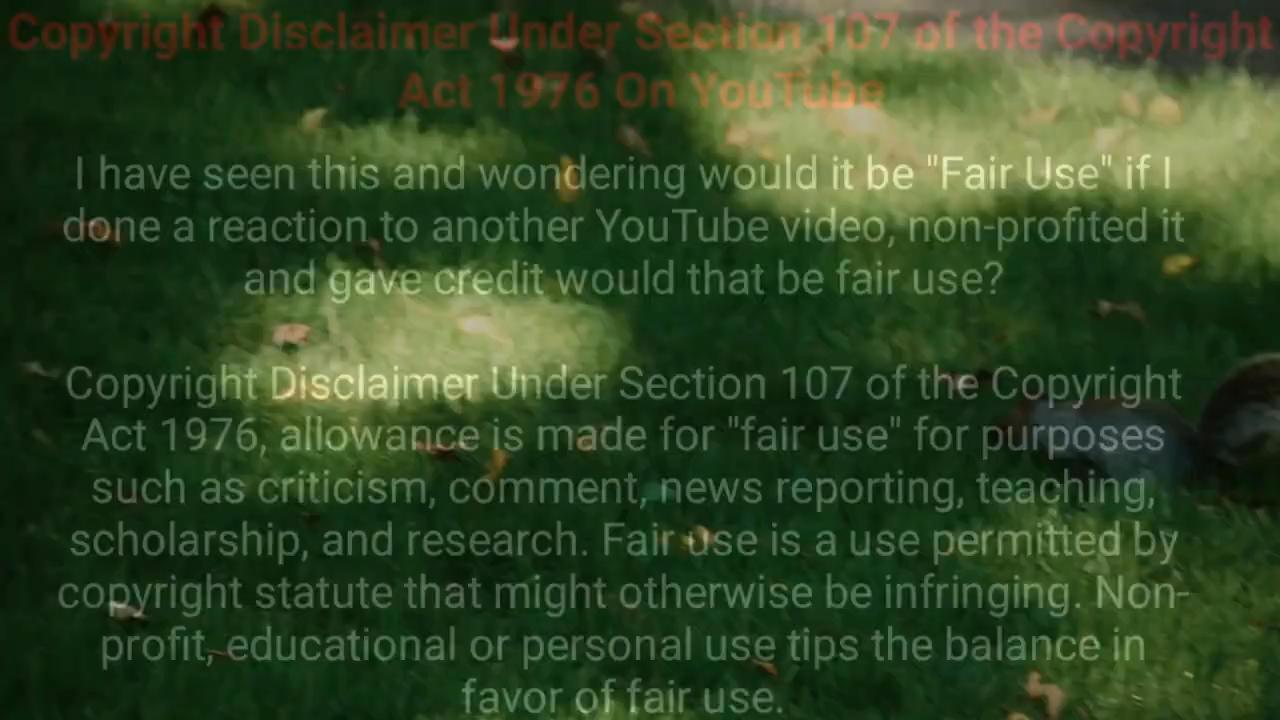 Copyright Disclaimer Under Section 107 of the Copyright
Act 1976 On YouTube
I have seen this and wondering would it be "Fair Use" if I
done a reaction to another YouTube video, non-profited it
and gave credit would that be fair use?
Copyright Disclaimer Under Section 107 of the Copyright
Act 1976, allowance is made for "fair use" for purposes
such as criticism, comment, news reporting, teaching,
scholarship, and research. Fair use is a use permitted by
copyright statute that might otherwise be infringing. Non-
profit, educational or personal use tips the balance in
favor of fair use.